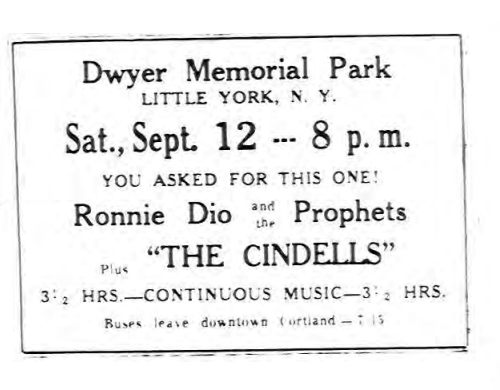 Dwyer Memorial Park
LITTLE YORK, N. Y.
Sat., Sept. 12 --- 8 p. m.
YOU ASKED FOR THIS ONE!
Ronnie Dio and the Prophets
Plus "THE CINDELLS"
3½ HRS.—CONTINUOUS MUSIC—3½ HRS.
Buses leave downtown Cortland — 7:15